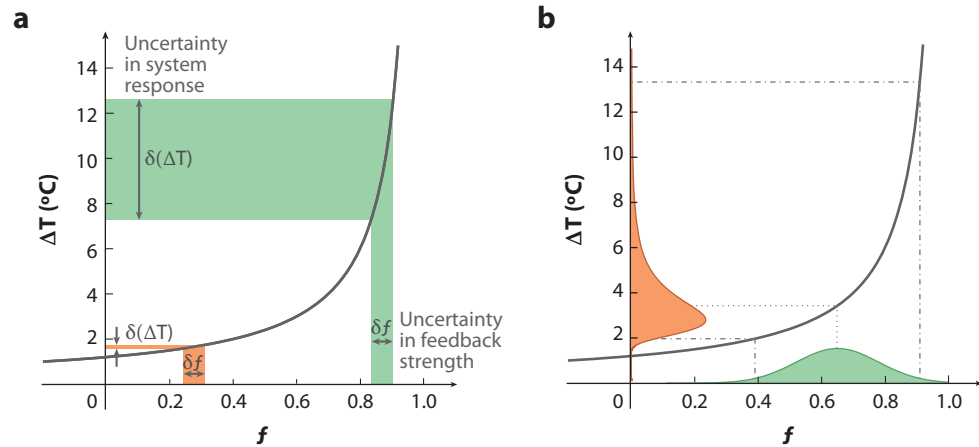 a
Uncertainty
in system
response
14
12
10
8
6
4
2
ΔT (ºC)
δ(ΔT)
δ(ΔT)
δf
δf
Uncertainty
in feedback
strength
0
0.2
0.4
0.6
0.8
1.0
f
b
14
12
10
8
6
4
2
ΔT (ºC)
0
0.2
0.4
0.6
0.8
1.0
f